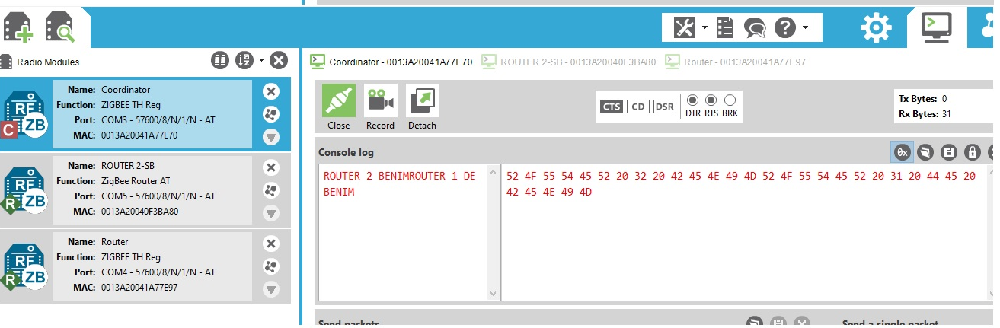 Radio Modules
RF
ZB
C
Name: Coordinator
Function: ZIGBEE TH Reg
Port: COM3 - 57600/8/N/1/N - AT
MAC: 0013A20041A77E70
RF
ZB
R
Name: ROUTER 2-SB
Function: ZigBee Router AT
Port: COM5 - 57600/8/N/1/N - AT
MAC: 0013A20040F3BA80
RF
ZB
R
Name: Router
Function: ZIGBEE TH Reg
Port: COM4 - 57600/8/N/1/N - AT
MAC: 0013A20041A77E97
Coordinator - 0013A20041A77E70
ROUTER 2-SB - 0013A20040F3BA80
Router - 0013A20041A77E97
Close
Record
Detach
CTS
CD
DSR
DTR
RTS
BRK
Tx Bytes: 0
Rx Bytes: 31
Console log
0x
ROUTER 2 BENIMROUTER 1 DE
BENIM
52 4F 55 54 45 52 20 32 20 42 45 4E 49 4D 52 4F 55 54 45 52 20 31 20 44 45 20
42 45 4E 49 4D
Send packets
Send a single packet